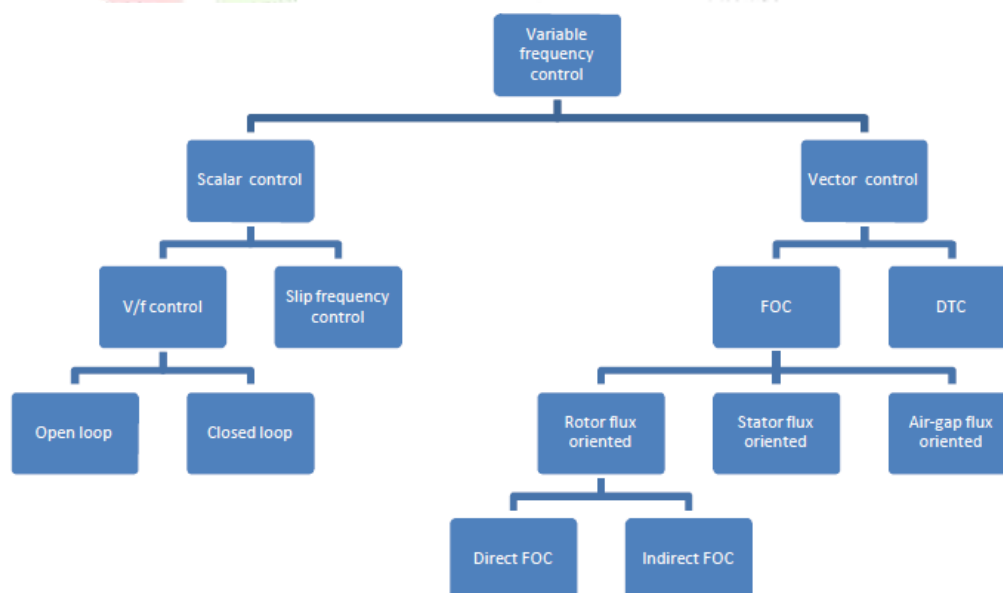 Variable
frequency
control
Scalar control
Vector control
V/f control
Slip frequency
control
FOC
DTC
Open loop
Closed loop
Rotor flux
oriented
Stator flux
oriented
Air-gap flux
oriented
Direct FOC
Indirect FOC